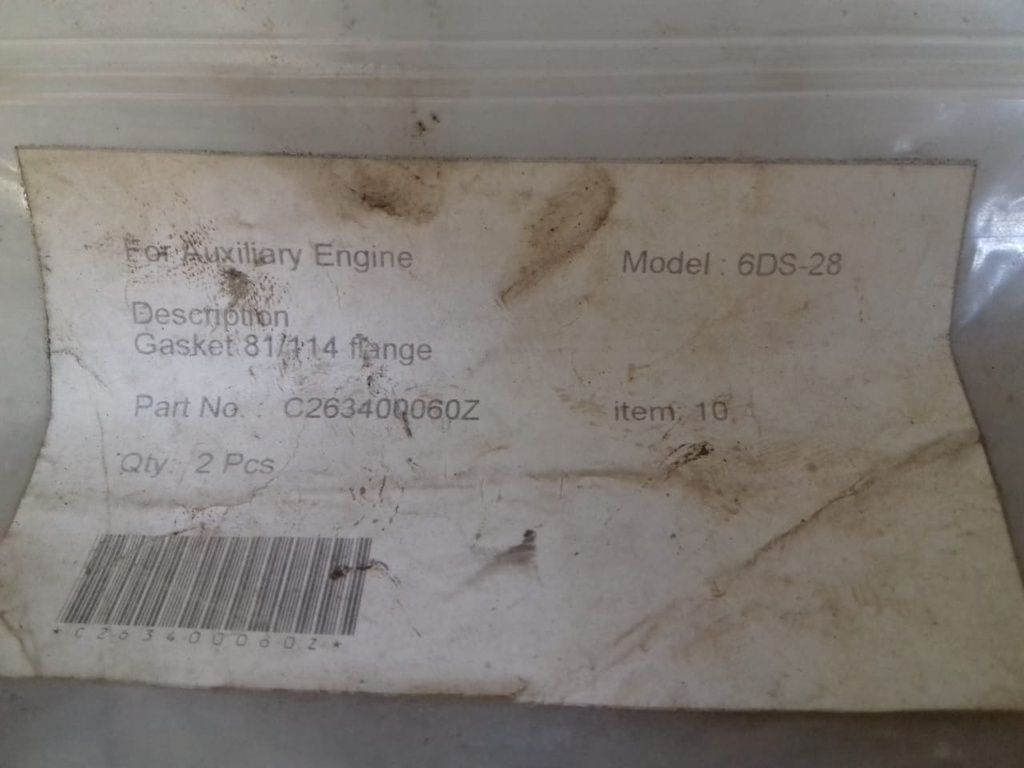 For Auxiliary Engine Model : 6DS-28
Description
Gasket 81/114 flange
Part No. : C263400060Z item: 10
Qty: 2 Pcs
*C263400060Z*